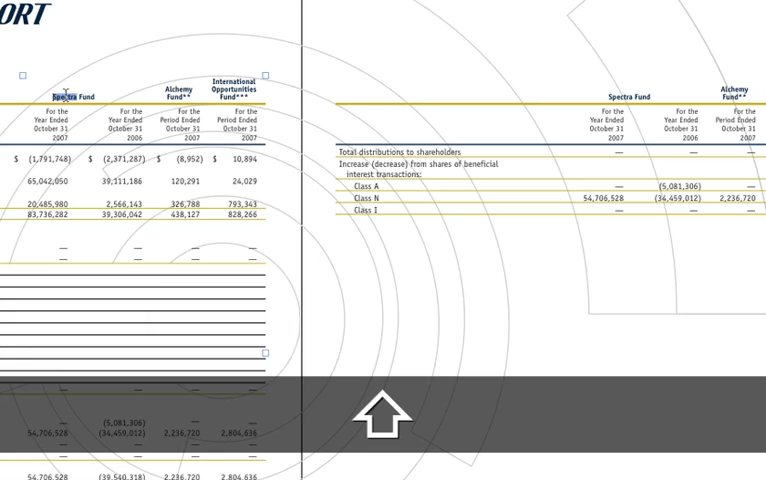 ORT
International
Alchemy Opportunities
Spectra Fund Fund** Fund***
For the For the For the For the
Year Ended Year Ended Period Ended Period Ended
October 31 October 31 October 31 October 31
2007 2006 2007 2007
$ (1,791,748) $ (2,371,287) $ (8,952) $ 10,894
65,042,050 39,111,186 120,291 24,029
20,485,980 2,566,143 326,788 793,343
83,736,282 39,306,042 438,127 828,266
— — — —
— — — —
— — — —
— (5,081,306) — —
54,706,528 (34,459,012) 2,236,720 2,804,636
— — — —
— — — —
54,706,528 (39,540,318) 2,236,720 2,804,636
Alchemy
Spectra Fund Fund**
For the For the For the
Year Ended Year Ended Period Ended
October 31 October 31 October 31
2007 2006 2007
Total distributions to shareholders — — —
Increase (decrease) from shares of beneficial
interest transactions:
Class A — (5,081,306) —
Class N 54,706,528 (34,459,012) 2,236,720
Class I — — —